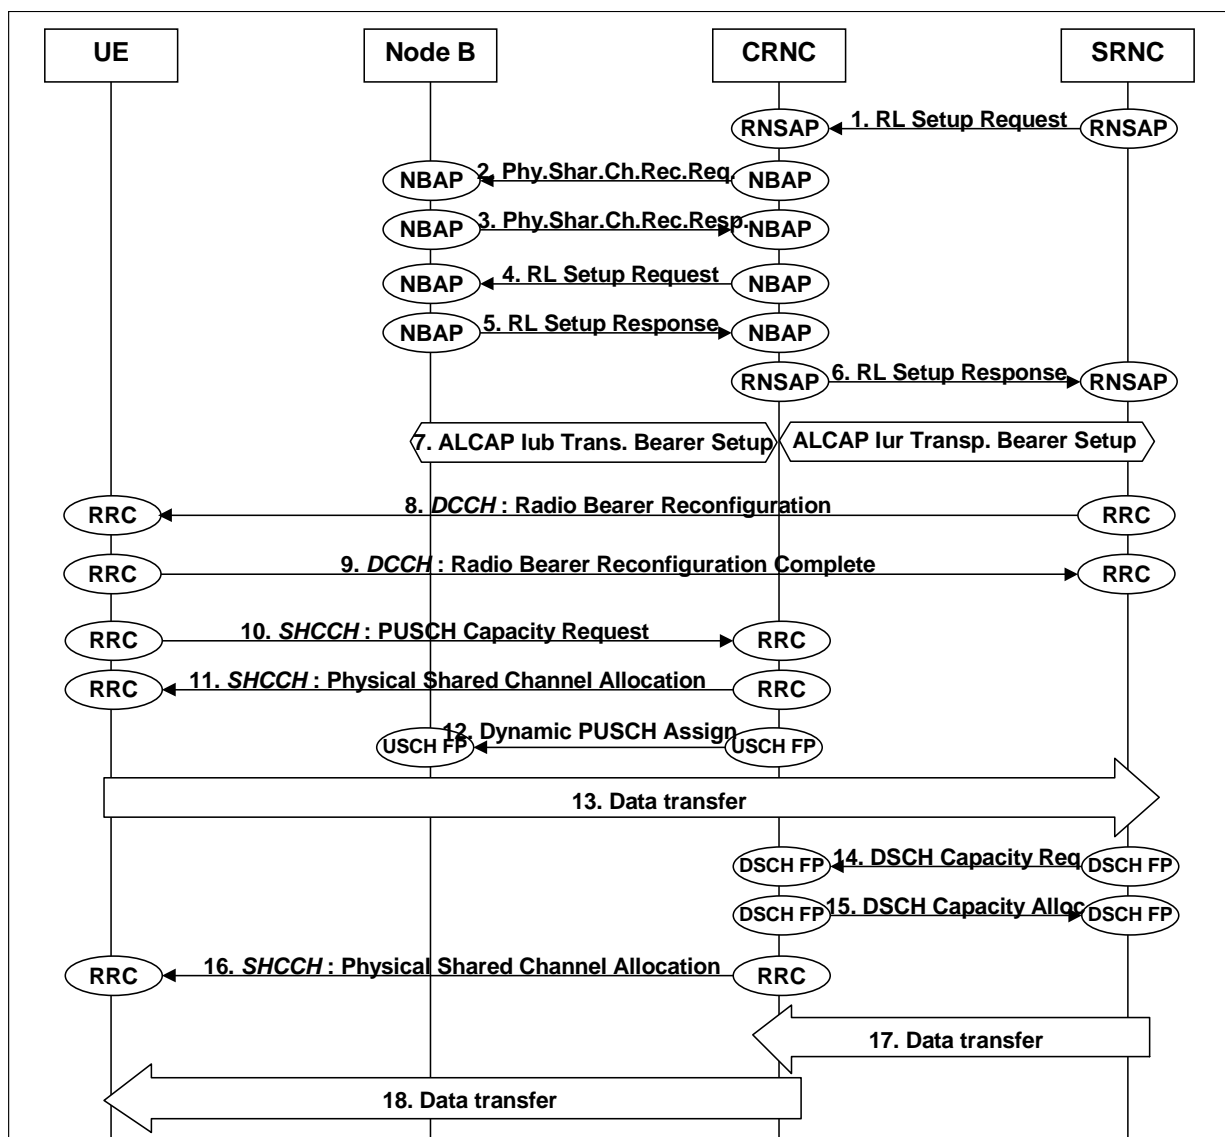 UE Node B CRNC SRNC
RNSAP 1. RL Setup Request RNSAP
NBAP 2. Phy.Shar.Ch.Rec.Req. NBAP
NBAP 3. Phy.Shar.Ch.Rec.Resp. NBAP
NBAP 4. RL Setup Request NBAP
NBAP 5. RL Setup Response NBAP
RNSAP 6. RL Setup Response RNSAP
7. ALCAP Iub Trans. Bearer Setup ALCAP Iur Transp. Bearer Setup
RRC 8. DCCH : Radio Bearer Reconfiguration RRC
RRC 9. DCCH : Radio Bearer Reconfiguration Complete RRC
RRC 10. SHCCH : PUSCH Capacity Request RRC
RRC 11. SHCCH : Physical Shared Channel Allocation RRC
USCH FP 12. Dynamic PUSCH Assign USCH FP
13. Data transfer
DSCH FP 14. DSCH Capacity Req DSCH FP
DSCH FP 15. DSCH Capacity Alloc DSCH FP
RRC 16. SHCCH : Physical Shared Channel Allocation RRC
17. Data transfer
18. Data transfer